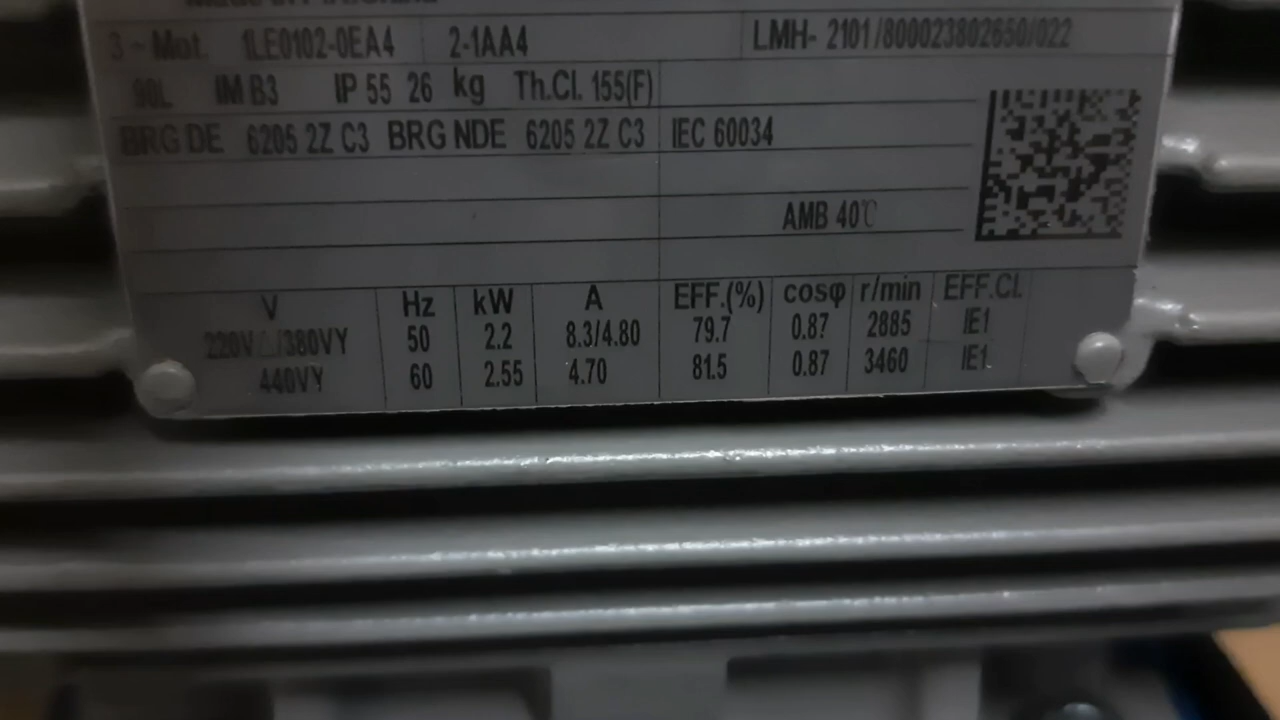 3 ~ Mot. 1LE0102-0EA4 2-1AA4 LMH- 2101/800023802650/022
90L IM B3 IP 55 26 kg Th.Cl. 155(F)
BRG DE 6205 2Z C3 BRG NDE 6205 2Z C3 IEC 60034
AMB 40℃
V Hz kW A EFF.(%) cosφ r/min EFF.CL
220V△/380VY 50 2.2 8.3/4.80 79.7 0.87 2885 IE1
440VY 60 2.55 4.70 81.5 0.87 3460 IE1